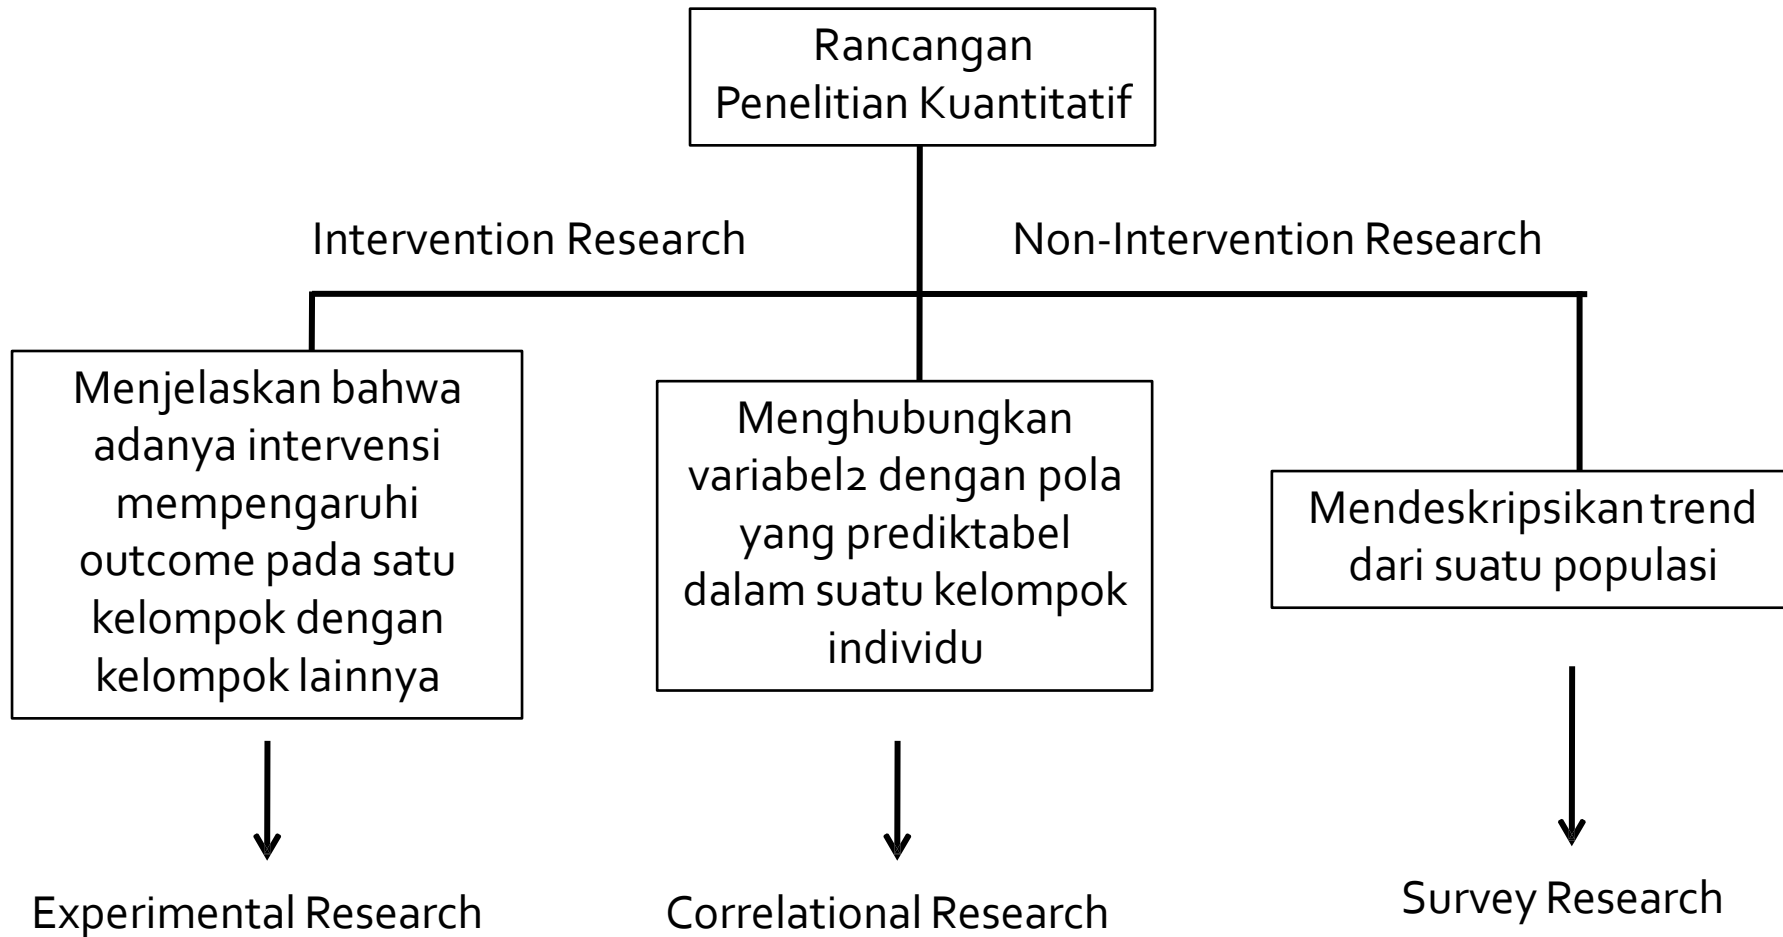 Rancangan
Penelitian Kuantitatif
Intervention Research
Non-Intervention Research
Menjelaskan bahwa
adanya intervensi
mempengaruhi
outcome pada satu
kelompok dengan
kelompok lainnya
Menghubungkan
variabel2 dengan pola
yang prediktabel
dalam suatu kelompok
individu
Mendeskripsikan trend
dari suatu populasi
Experimental Research
Correlational Research
Survey Research